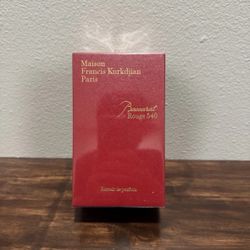 Maison
Francis Kurkdjian
Paris
Baccarat
Rouge 540
Extrait de parfum